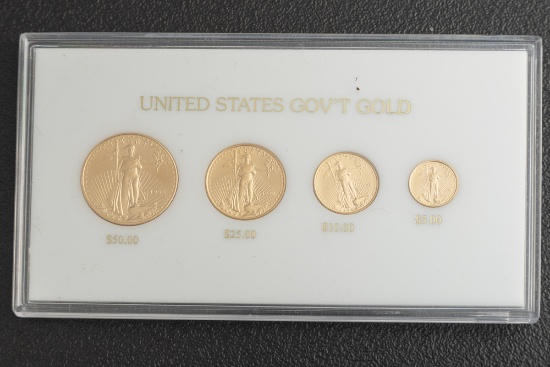 UNITED STATES GOV'T GOLD
$50.00 $25.00 $10.00 $5.00